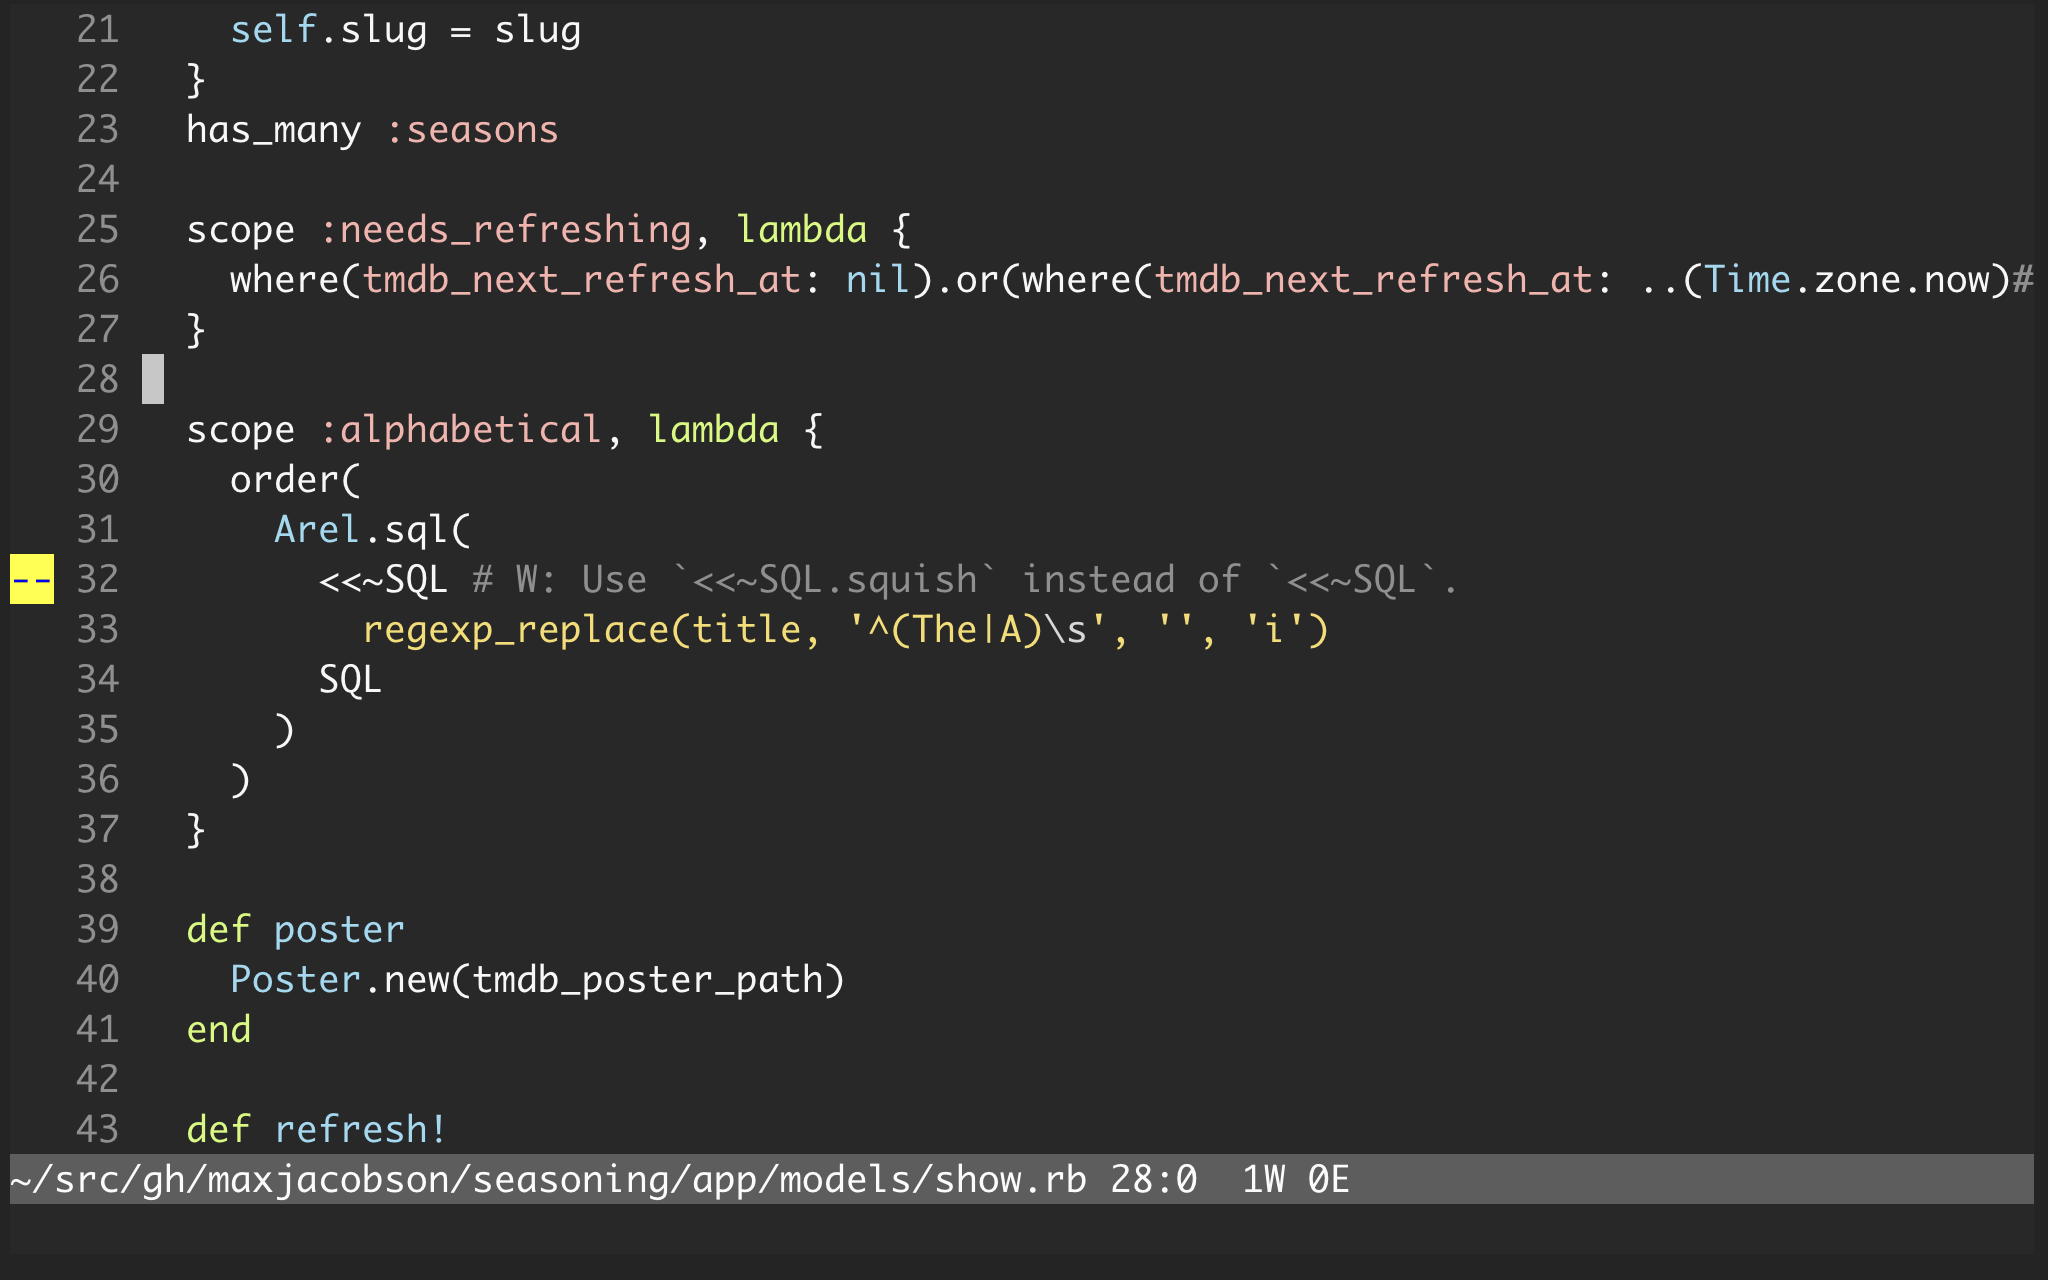 21     self.slug = slug
22   }
23   has_many :seasons
24
25   scope :needs_refreshing, lambda {
26     where(tmdb_next_refresh_at: nil).or(where(tmdb_next_refresh_at: ..(Time.zone.now)#
27   }
28
29   scope :alphabetical, lambda {
30     order(
31       Arel.sql(
-- 32         <<~SQL # W: Use `<<~SQL.squish` instead of `<<~SQL`.
33           regexp_replace(title, '^(The|A)\s', '', 'i')
34         SQL
35       )
36     )
37   }
38
39   def poster
40     Poster.new(tmdb_poster_path)
41   end
42
43   def refresh!
~/src/gh/maxjacobson/seasoning/app/models/show.rb 28:0  1W 0E